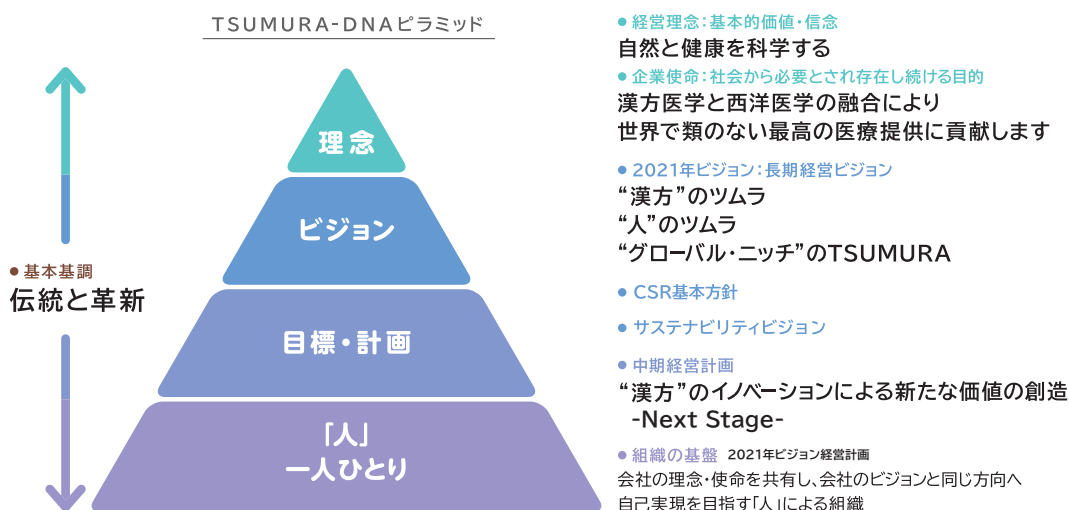 TSUMURA-DNAピラミッド
理念
ビジョン
目標・計画
「人」
一人ひとり
●基本基調
伝統と革新
●経営理念：基本的価値・信念
自然と健康を科学する
●企業使命：社会から必要とされ存在し続ける目的
漢方医学と西洋医学の融合により
世界で類のない最高の医療提供に貢献します
●2021年ビジョン：長期経営ビジョン
“漢方”のツムラ
“人”のツムラ
“グローバル・ニッチ”のTSUMURA
●CSR基本方針
●サステナビリティビジョン
●中期経営計画
“漢方”のイノベーションによる新たな価値の創造
-Next Stage-
●組織の基盤 2021年ビジョン経営計画
会社の理念・使命を共有し、会社のビジョンと同じ方向へ
自己実現を目指す「人」による組織